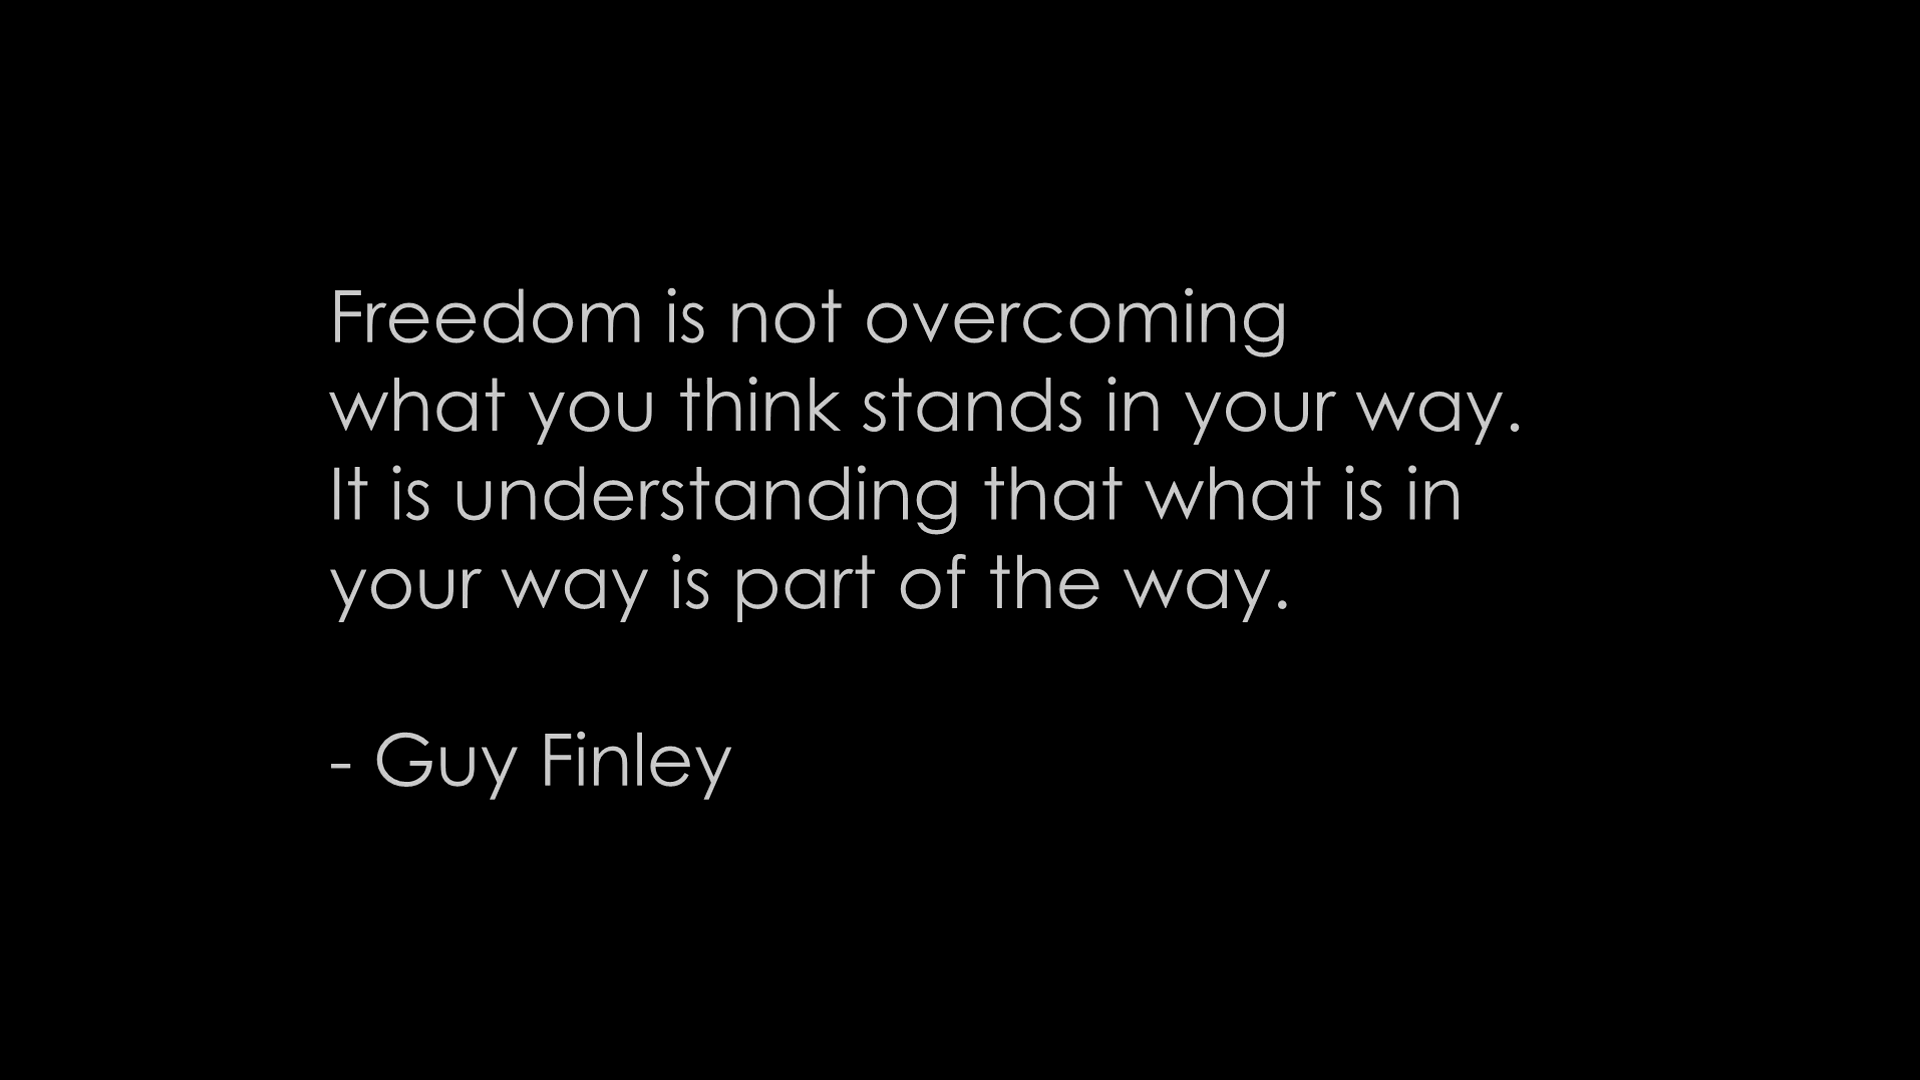 Freedom is not overcoming
what you think stands in your way.
It is understanding that what is in
your way is part of the way.
- Guy Finley